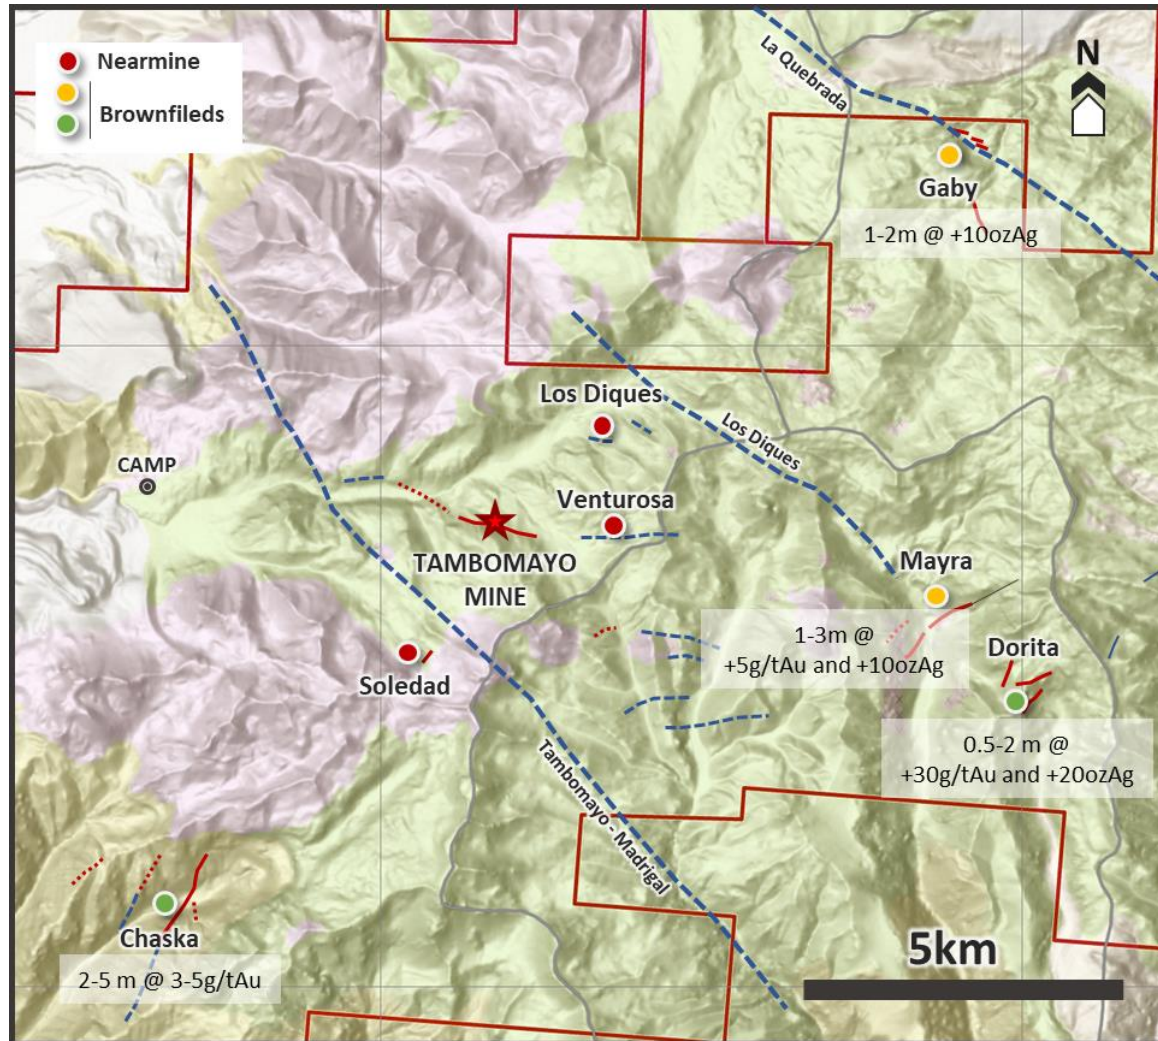 Nearmine
Brownfileds
La Quebrada
N
Gaby
1-2m @ +10ozAg
Los Diques
Los Diques
CAMP
Venturosa
TAMBOMAYO
MINE
Mayra
1-3m @
+5g/tAu and +10ozAg
Dorita
Soledad
0.5-2 m @
+30g/tAu and +20ozAg
Tambomayo - Madrigal
Chaska
2-5 m @ 3-5g/tAu
5km